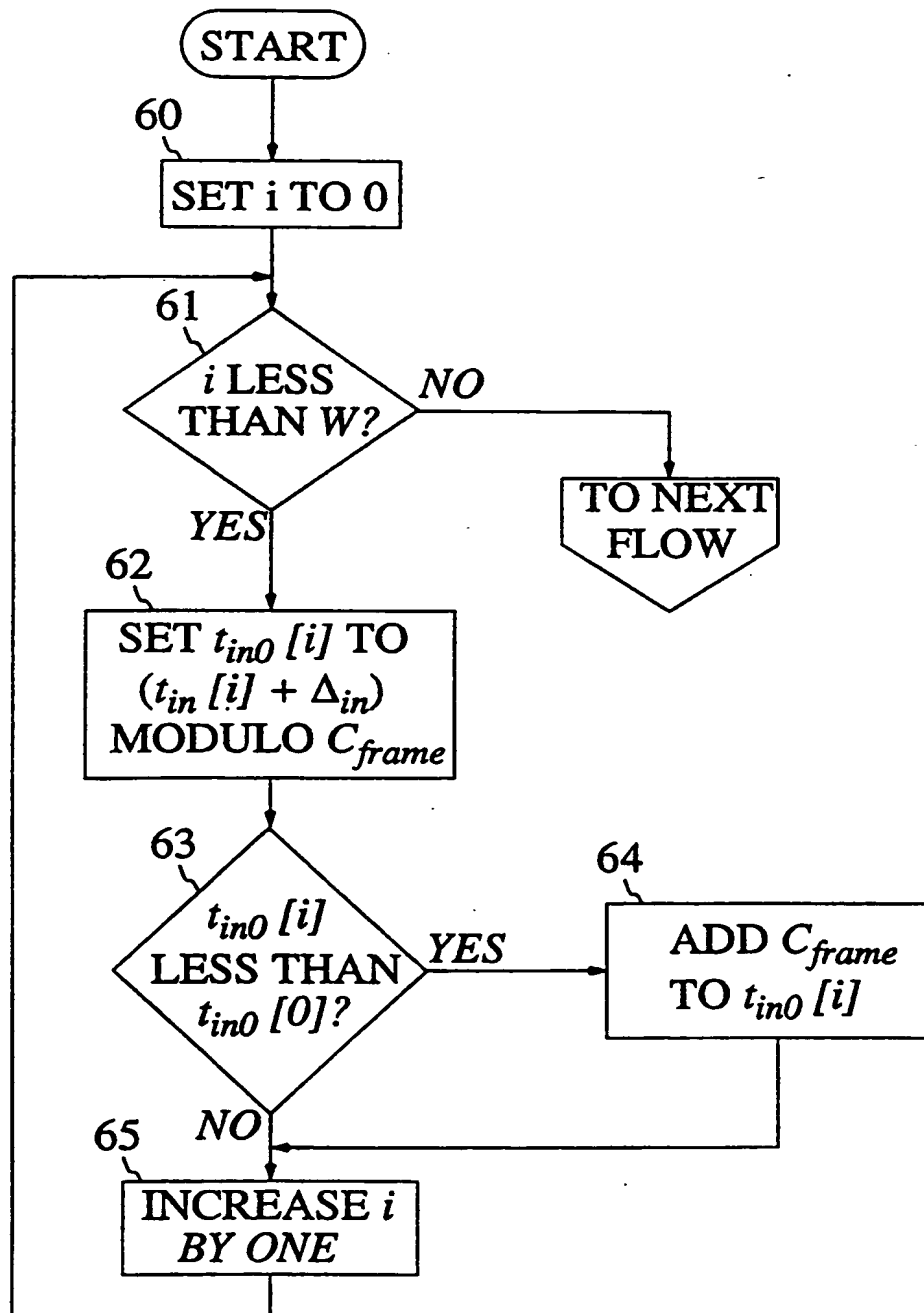 START
60
SET i TO 0
61
i LESS
THAN W?
NO
YES
TO NEXT
FLOW
62
SET t_in0 [i] TO
(t_in [i] + Δ_in)
MODULO C_frame
63
t_in0 [i]
LESS THAN
t_in0 [0]?
YES
NO
64
ADD C_frame
TO t_in0 [i]
65
INCREASE i
BY ONE